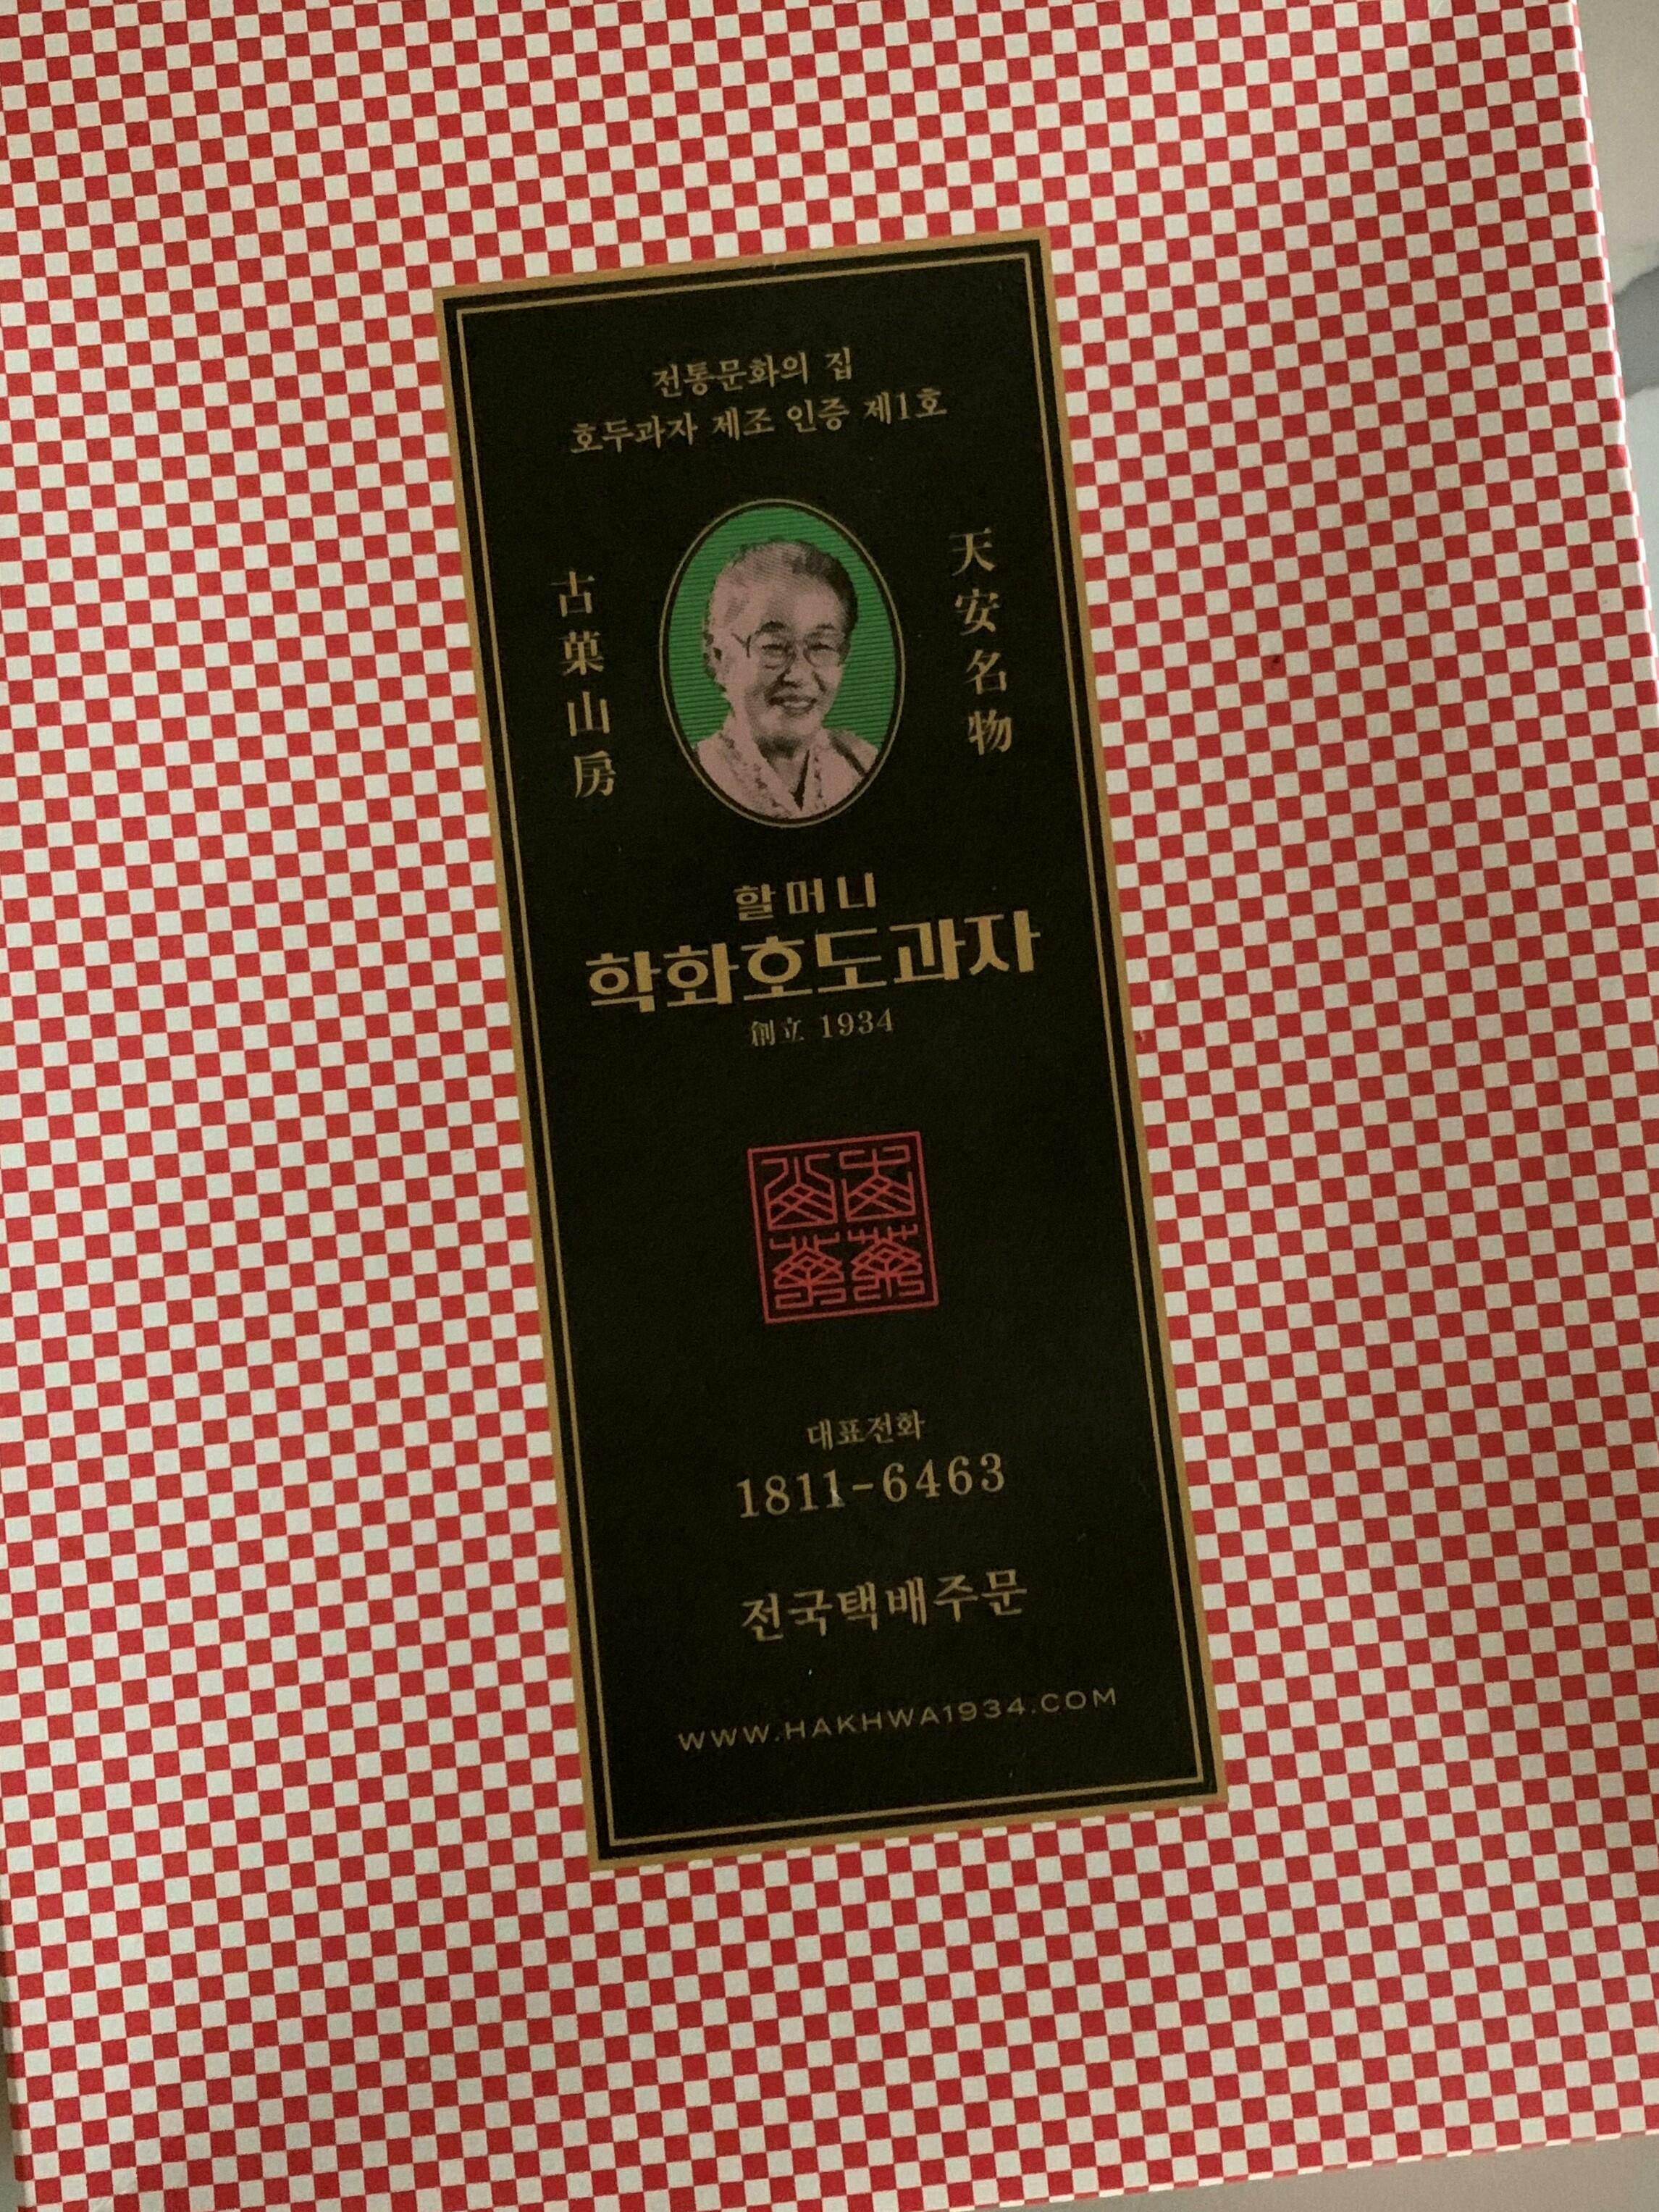 전통문화의 집
호두과자 제조 인증 제1호
天安名物
古菓山房
할머니
학화호도과자
創立 1934
대표전화
1811-6463
전국택배주문
WWW.HAKHWA1934.COM